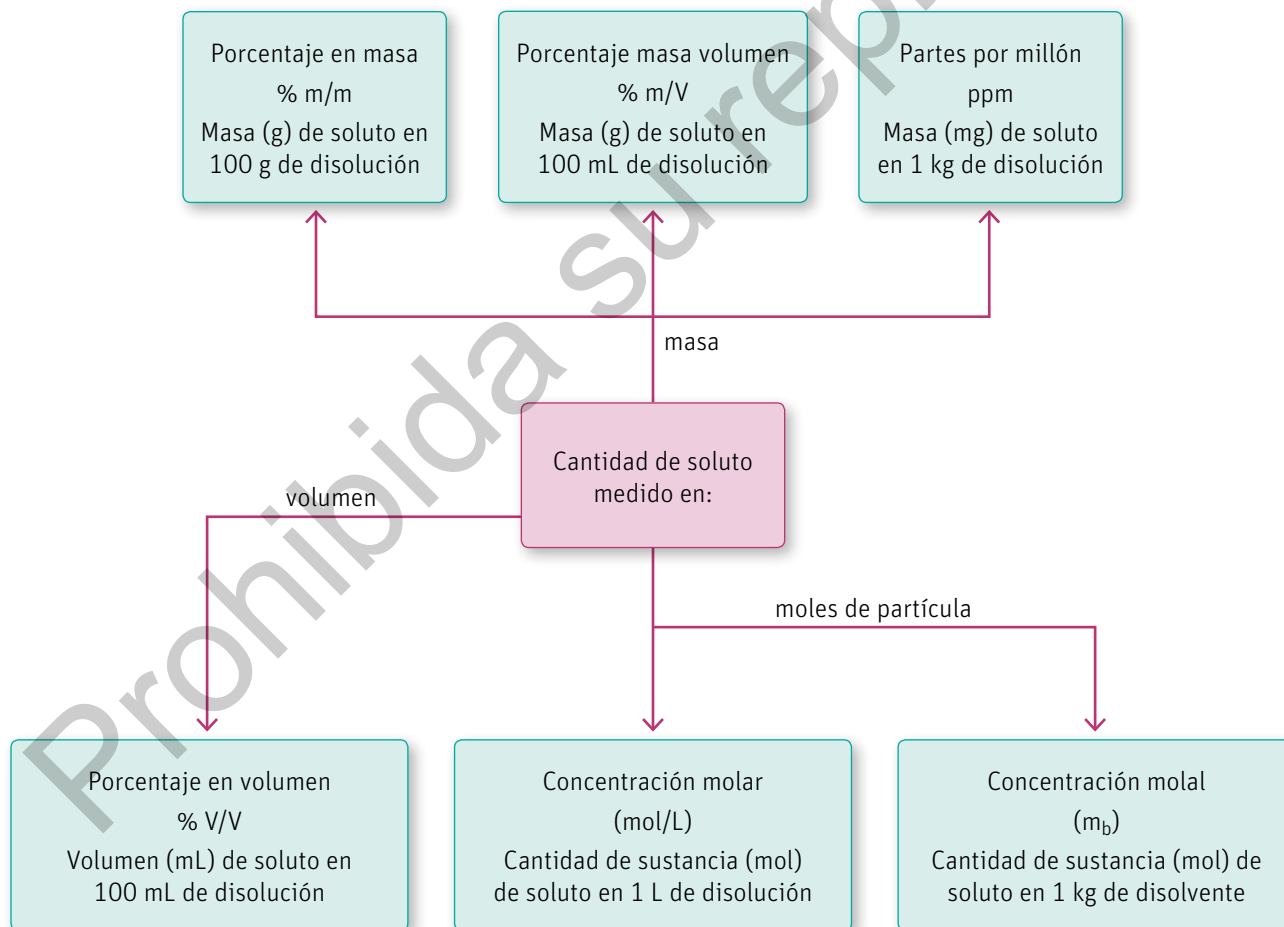 Porcentaje en masa
% m/m
Masa (g) de soluto en
100 g de disolución
Porcentaje masa volumen
% m/V
Masa (g) de soluto en
100 mL de disolución
Partes por millón
ppm
Masa (mg) de soluto
en 1 kg de disolución
masa
Cantidad de soluto
medido en:
volumen
moles de partícula
Porcentaje en volumen
% V/V
Volumen (mL) de soluto en
100 mL de disolución
Concentración molar
(mol/L)
Cantidad de sustancia (mol)
de soluto en 1 L de disolución
Concentración molal
(m_b)
Cantidad de sustancia (mol) de
soluto en 1 kg de disolvente
Prohibida su rep